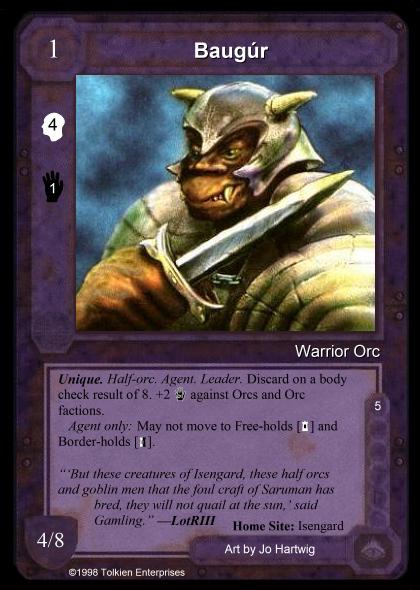 1
Baugúr
4
1
Warrior Orc
Unique. Half-orc. Agent. Leader. Discard on a body
check result of 8. +2 against Orcs and Orc
factions.
Agent only: May not move to Free-holds [ ] and
Border-holds [ ].
5
“‘But these creatures of Isengard, these half orcs
and goblin men that the foul craft of Saruman has
bred, they will not quail at the sun,’ said
Gamling.” —LotRIII
Home Site: Isengard
4/8
Art by Jo Hartwig
©1998 Tolkien Enterprises